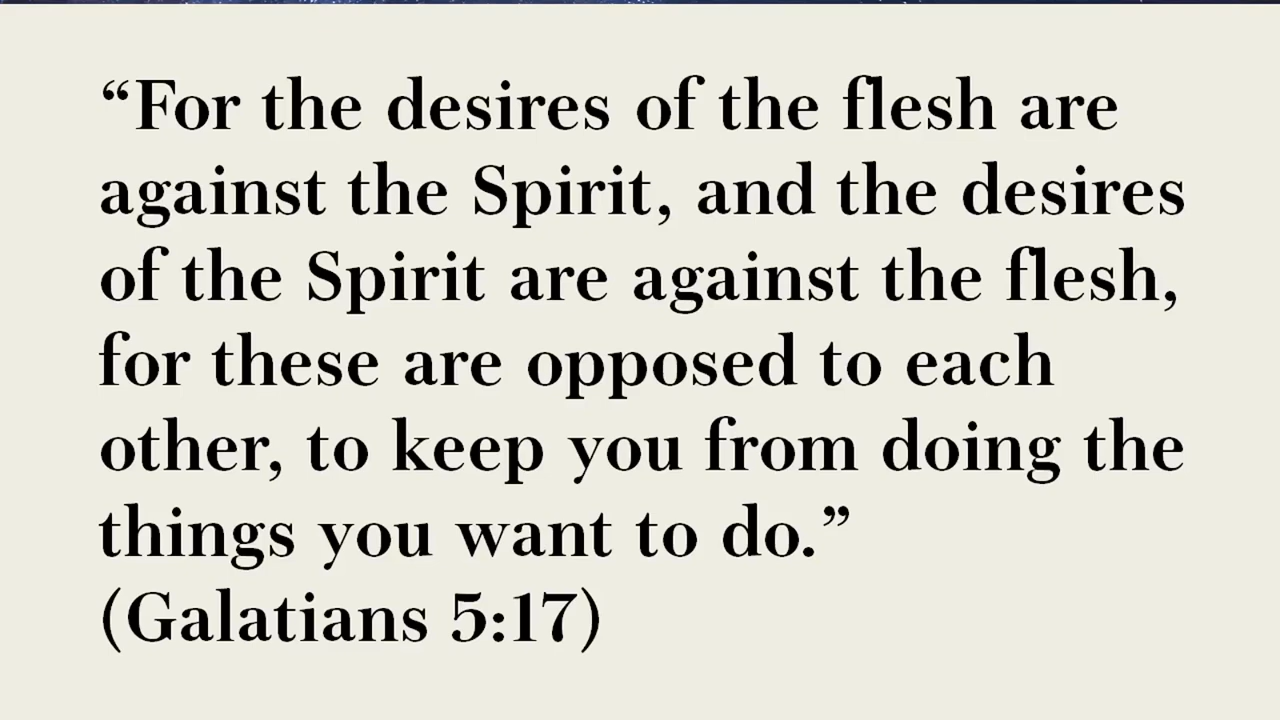 “For the desires of the flesh are
against the Spirit, and the desires
of the Spirit are against the flesh,
for these are opposed to each
other, to keep you from doing the
things you want to do.”
(Galatians 5:17)